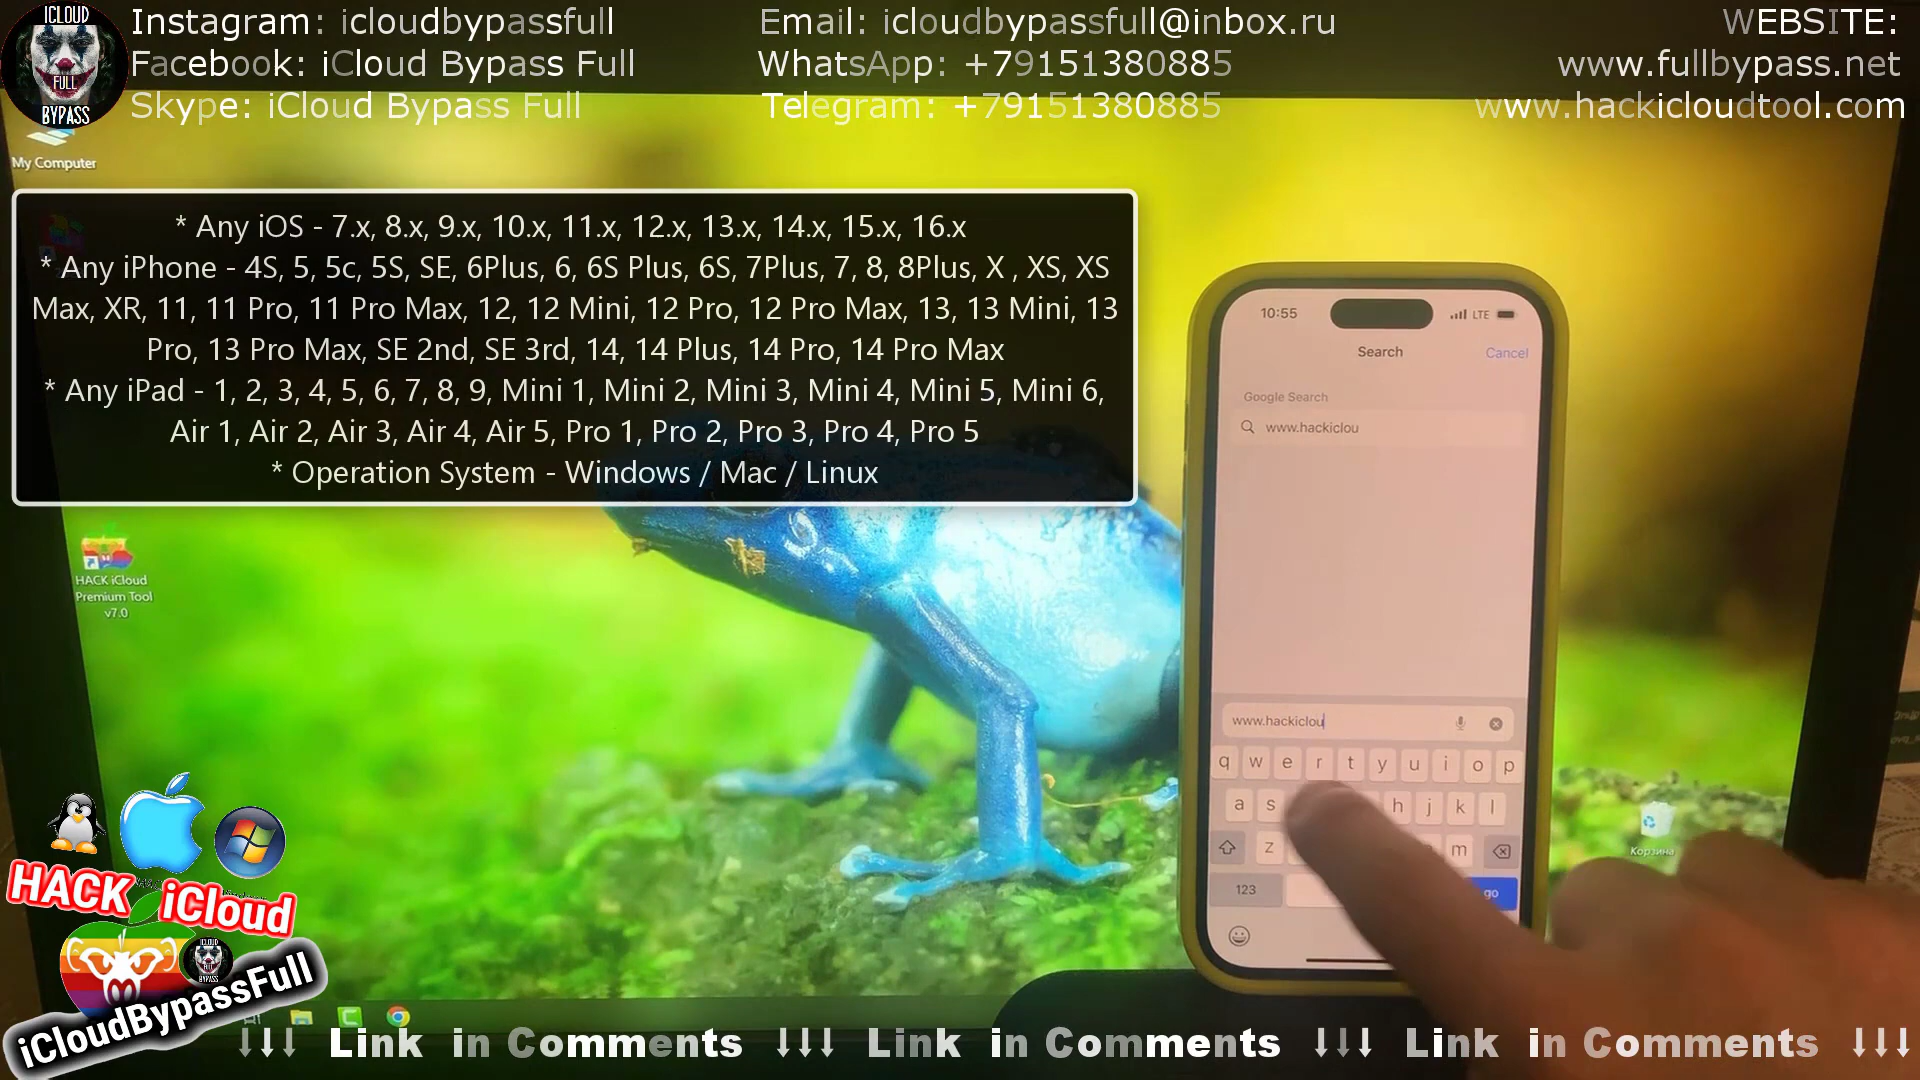 ICLOUD
FULL
BYPASS
Instagram: icloudbypassfull
Facebook: iCloud Bypass Full
Skype: iCloud Bypass Full
Email: icloudbypassfull@inbox.ru
WhatsApp: +79151380885
Telegram: +79151380885
WEBSITE:
www.fullbypass.net
www.hackicloudtool.com
My Computer
* Any iOS - 7.x, 8.x, 9.x, 10.x, 11.x, 12.x, 13.x, 14.x, 15.x, 16.x
* Any iPhone - 4S, 5, 5c, 5S, SE, 6Plus, 6, 6S Plus, 6S, 7Plus, 7, 8, 8Plus, X , XS, XS
Max, XR, 11, 11 Pro, 11 Pro Max, 12, 12 Mini, 12 Pro, 12 Pro Max, 13, 13 Mini, 13
Pro, 13 Pro Max, SE 2nd, SE 3rd, 14, 14 Plus, 14 Pro, 14 Pro Max
* Any iPad - 1, 2, 3, 4, 5, 6, 7, 8, 9, Mini 1, Mini 2, Mini 3, Mini 4, Mini 5, Mini 6,
Air 1, Air 2, Air 3, Air 4, Air 5, Pro 1, Pro 2, Pro 3, Pro 4, Pro 5
* Operation System - Windows / Mac / Linux
HACK iCloud
Premium Tool
v7.0
10:55
LTE
Search
Cancel
Google Search
www.hackiclou
www.hackiclou
q w e r t y u i o p
a s h j k l
z m
123
go
Корзина
HACK iCloud
ICLOUD
FULL
BYPASS
iCloudBypassFull
↓↓↓ Link in Comments ↓↓↓ Link in Comments ↓↓↓ Link in Comments ↓↓↓